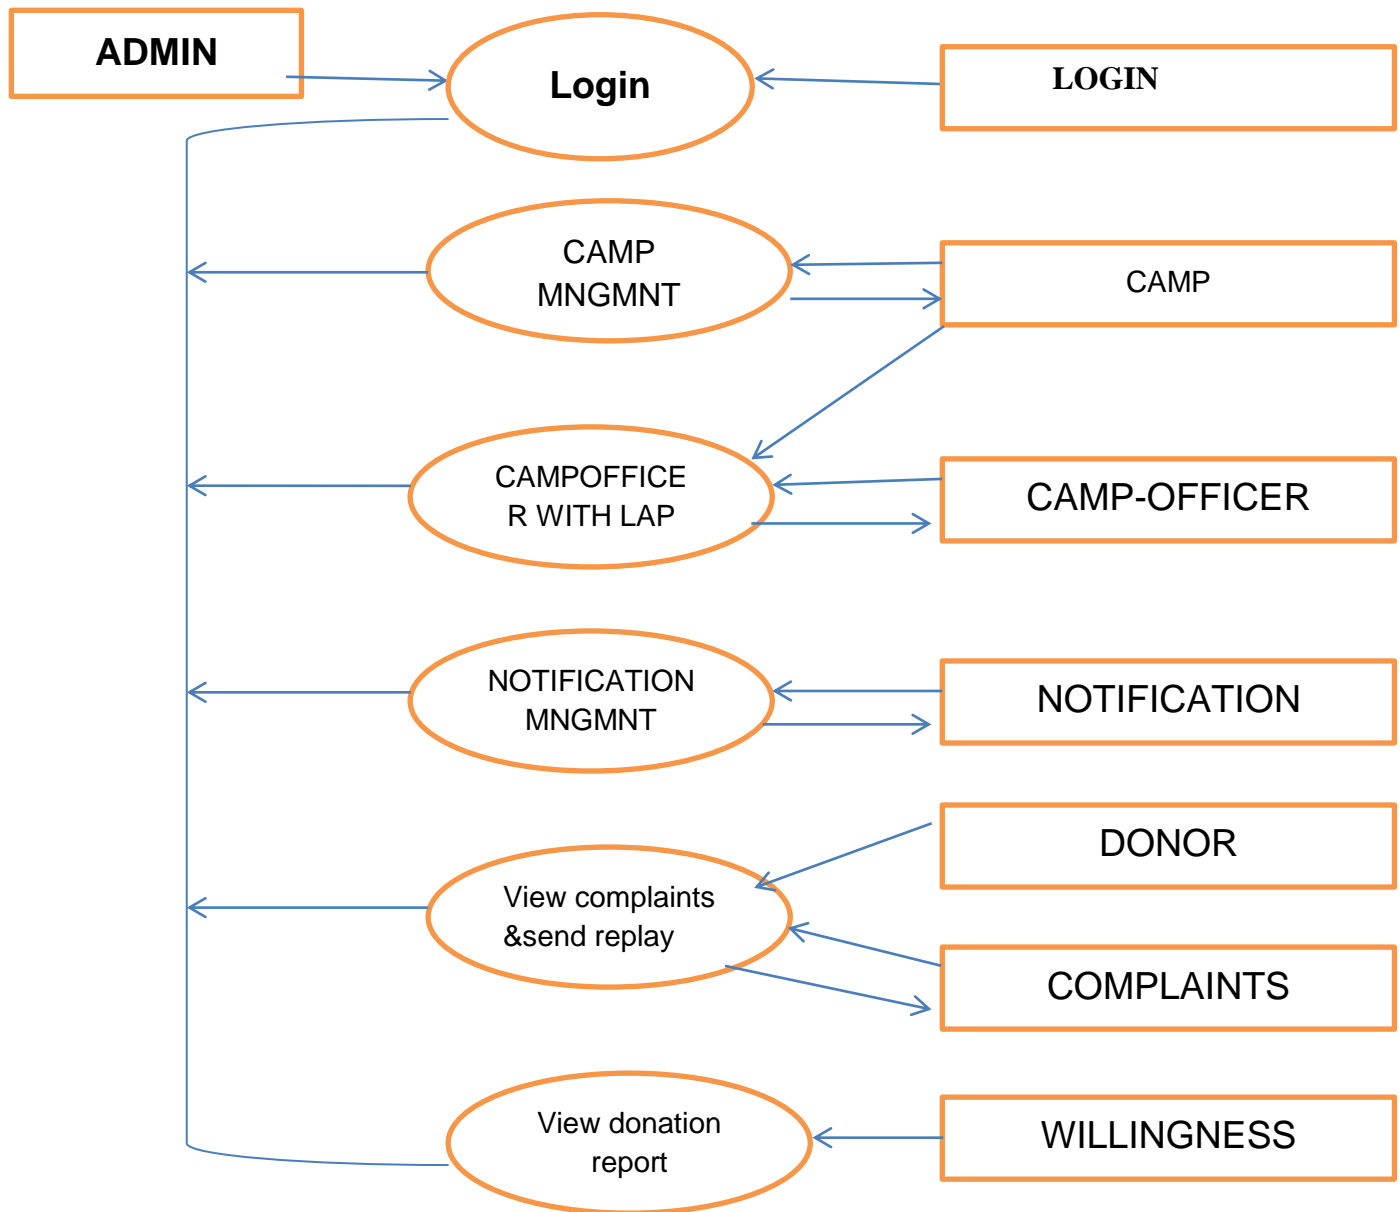 ADMIN
Login
LOGIN
CAMP
MNGMNT
CAMP
CAMPOFFICE
R WITH LAP
CAMP-OFFICER
NOTIFICATION
MNGMNT
NOTIFICATION
DONOR
View complaints
&send replay
COMPLAINTS
View donation
report
WILLINGNESS